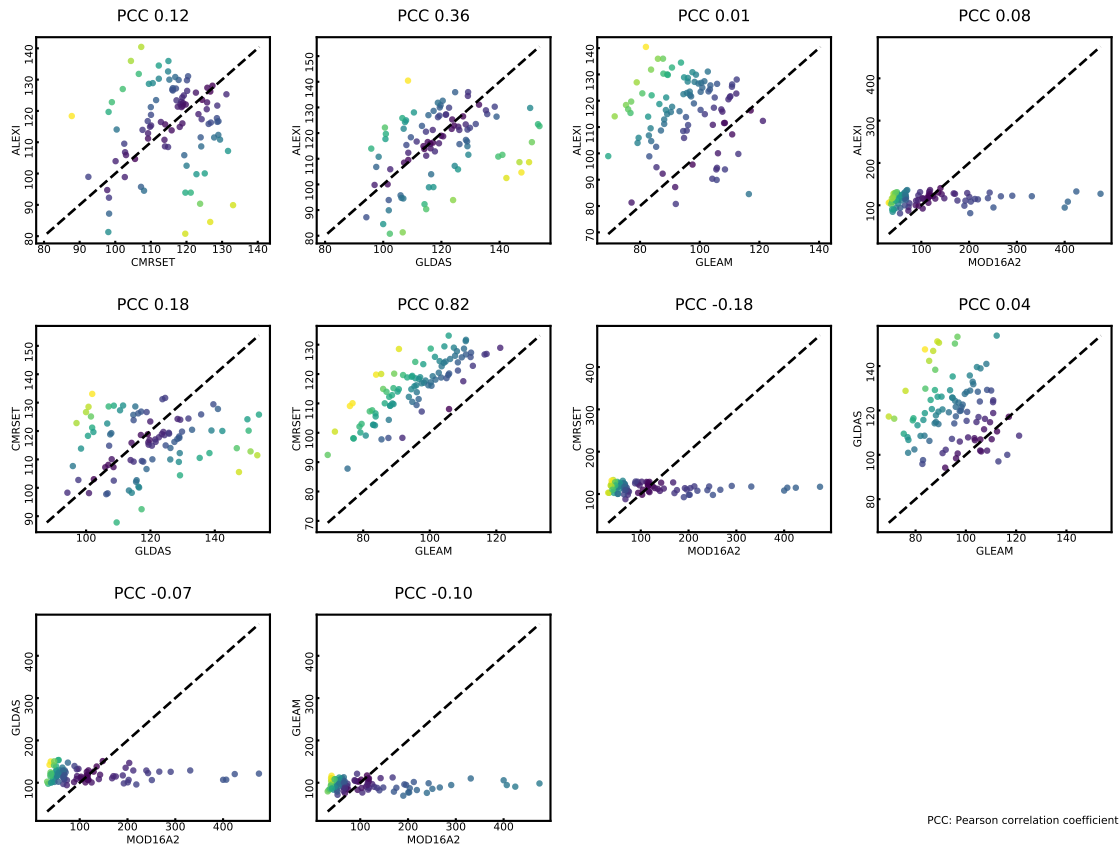 PCC 0.12 PCC 0.36 PCC 0.01 PCC 0.08
ALEXI 80 90 100 110 120 130 140
80 90 100 110 120 130 140
CMRSET
ALEXI 80 90 100 110 120 130 140 150
100 120 140
GLDAS
ALEXI 70 80 90 100 110 120 130 140
80 100 120 140
GLEAM
ALEXI 100 200 300 400
100 200 300 400
MOD16A2
PCC 0.18 PCC 0.82 PCC -0.18 PCC 0.04
CMRSET 90 100 110 120 130 140 150
100 120 140
GLDAS
CMRSET 70 80 90 100 110 120 130
80 100 120
GLEAM
CMRSET 100 200 300 400
100 200 300 400
MOD16A2
GLDAS 80 100 120 140
80 100 120 140
GLEAM
PCC -0.07 PCC -0.10
GLDAS 100 200 300 400
100 200 300 400
MOD16A2
GLEAM 100 200 300 400
100 200 300 400
MOD16A2
PCC: Pearson correlation coefficient